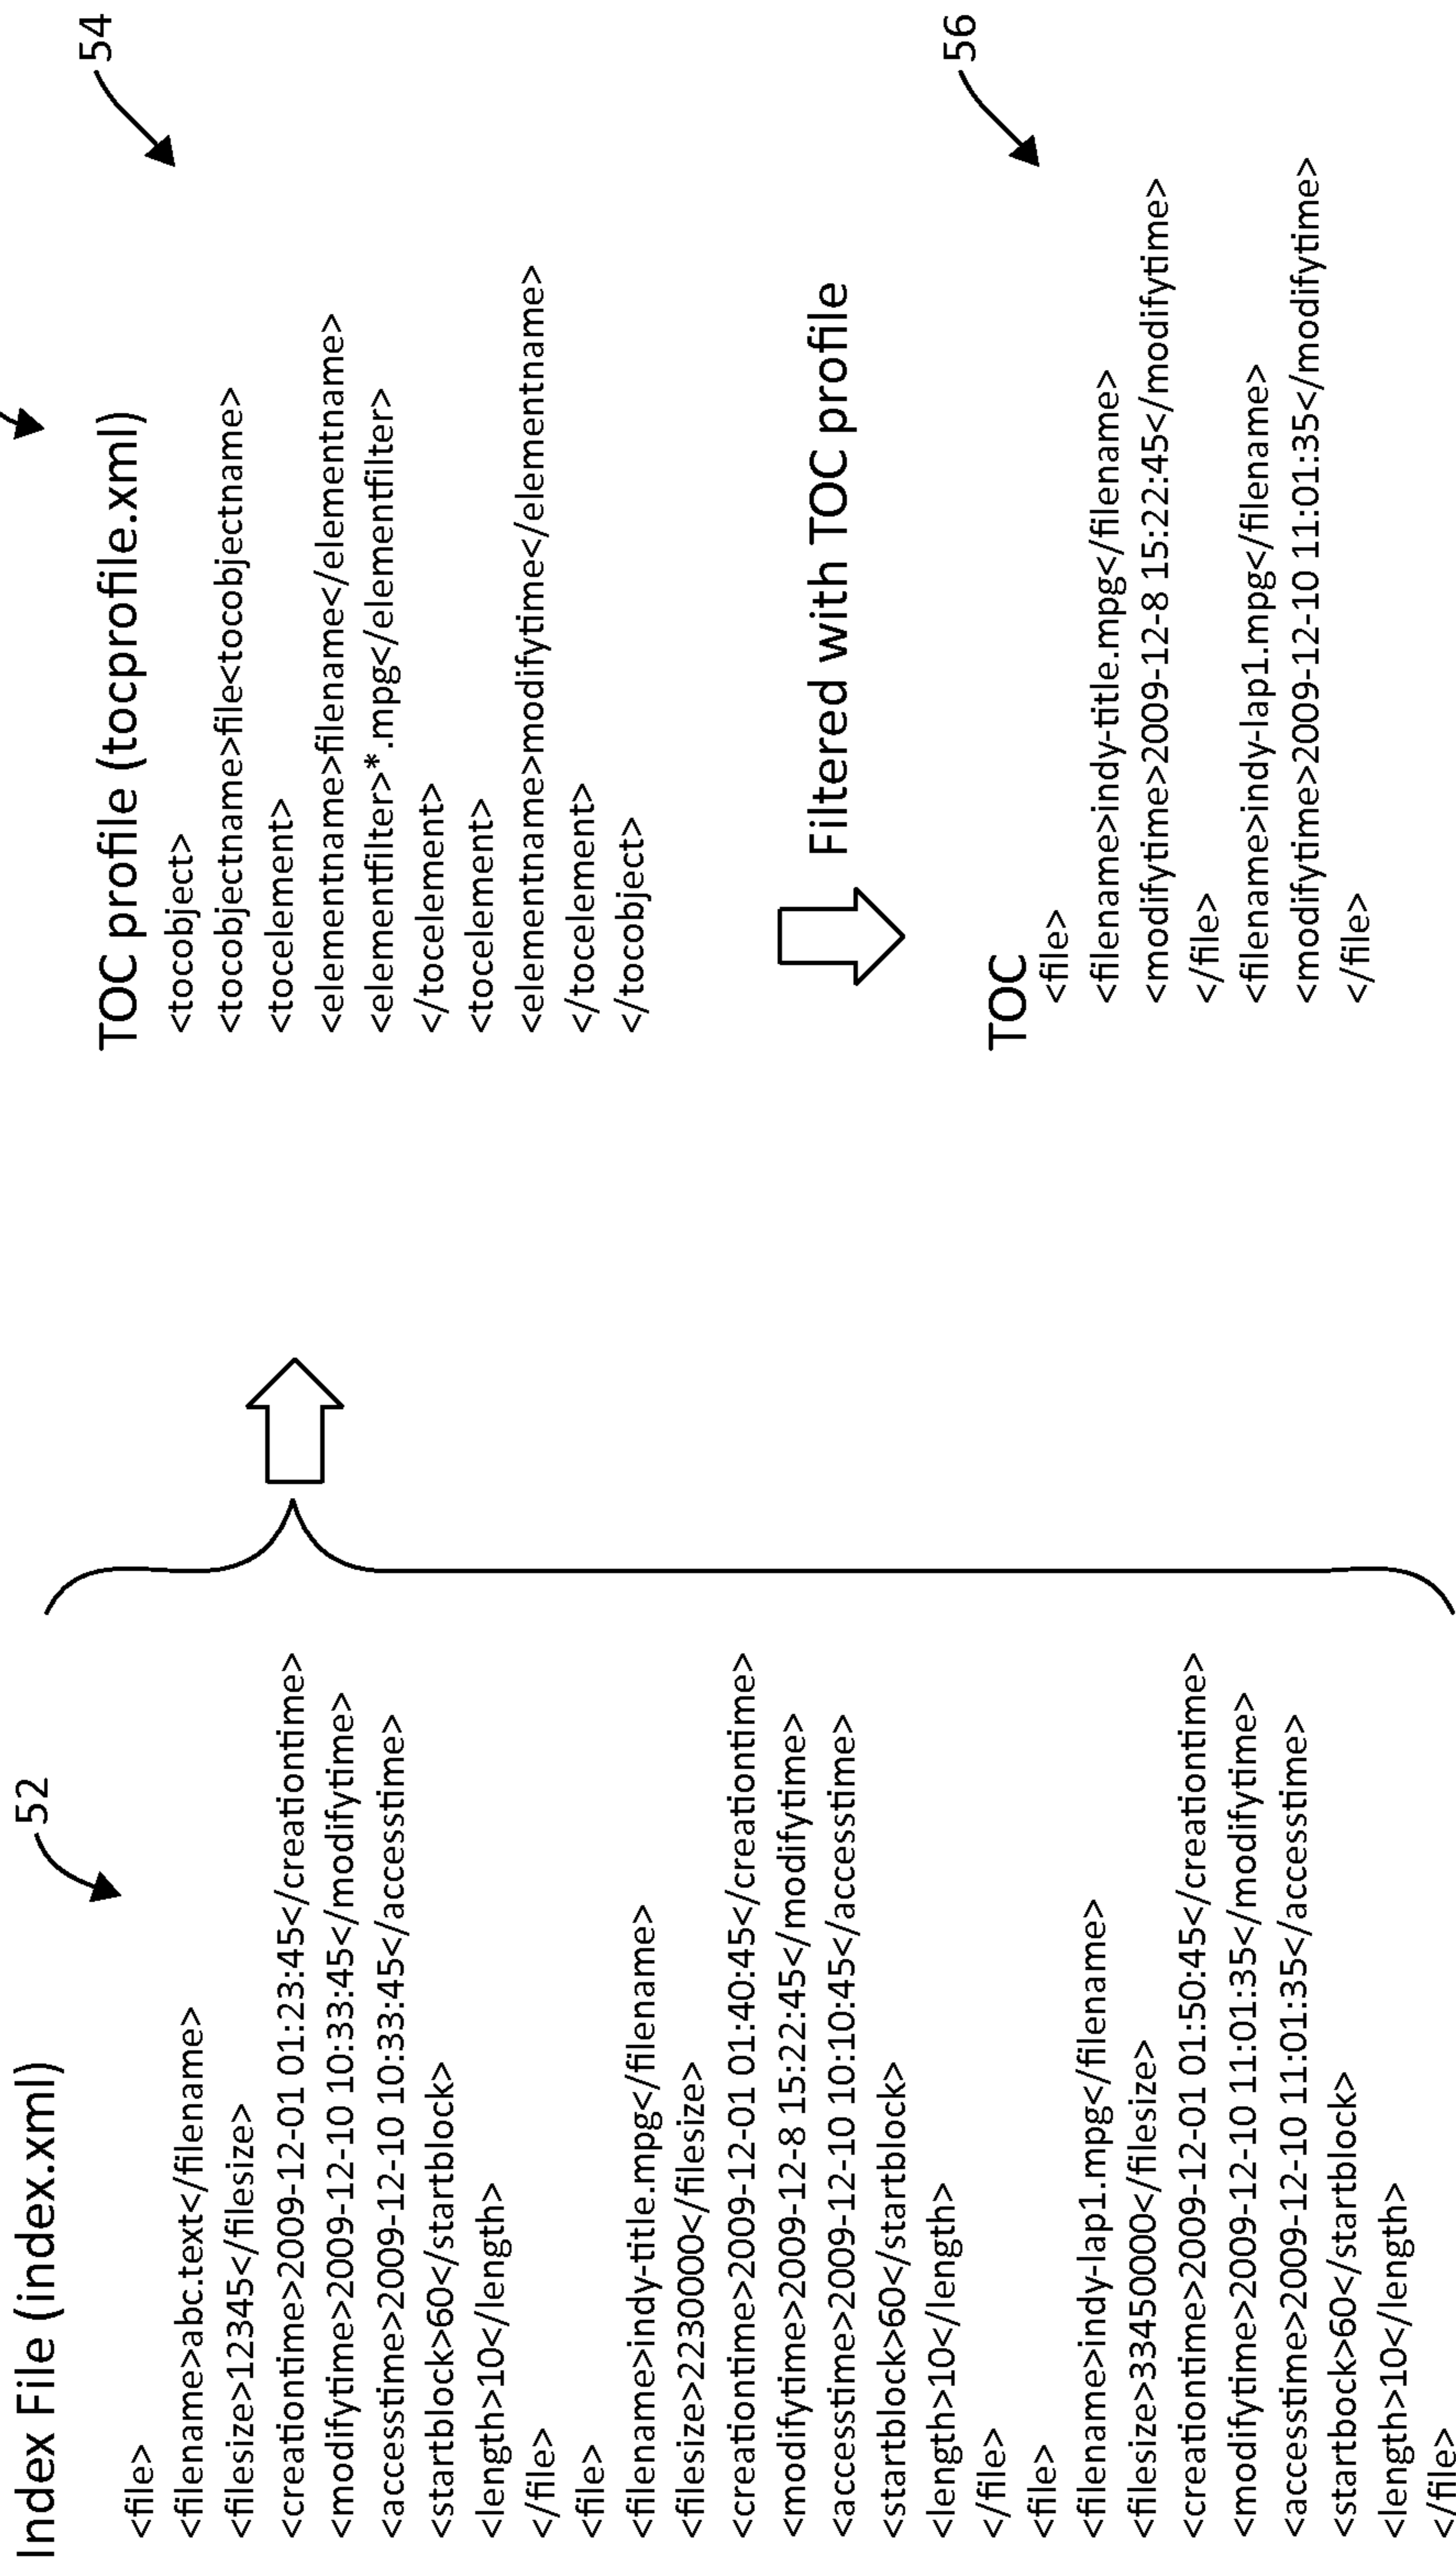 Index File (index.xml)
52
<file>
<filename>abc.text</filename>
<filesize>12345</filesize>
<creationtime>2009-12-01 01:23:45</creationtime>
<modifytime>2009-12-10 10:33:45</modifytime>
<accesstime>2009-12-10 10:33:45</accesstime>
<startblock>60</startblock>
<length>10</length>
</file>
<file>
<filename>indy-title.mpg</filename>
<filesize>2230000</filesize>
<creationtime>2009-12-01 01:40:45</creationtime>
<modifytime>2009-12-8 15:22:45</modifytime>
<accesstime>2009-12-10 10:10:45</accesstime>
<startblock>60</startblock>
<length>10</length>
</file>
<file>
<filename>indy-lap1.mpg</filename>
<filesize>33450000</filesize>
<creationtime>2009-12-01 01:50:45</creationtime>
<modifytime>2009-12-10 11:01:35</modifytime>
<accesstime>2009-12-10 11:01:35</accesstime>
<startbock>60</startblock>
<length>10</length>
</file>
54
TOC profile (tocprofile.xml)
<tocobject>
<tocobjectname>file<tocobjectname>
<tocelement>
<elementname>filename</elementname>
<elementfilter>*.mpg</elementfilter>
</tocelement>
<tocelement>
<elementname>modifytime</elementname>
</tocelement>
</tocobject>
Filtered with TOC profile
56
TOC
<file>
<filename>indy-title.mpg</filename>
<modifytime>2009-12-8 15:22:45</modifytime>
</file>
<filename>indy-lap1.mpg</filename>
<modifytime>2009-12-10 11:01:35</modifytime>
</file>